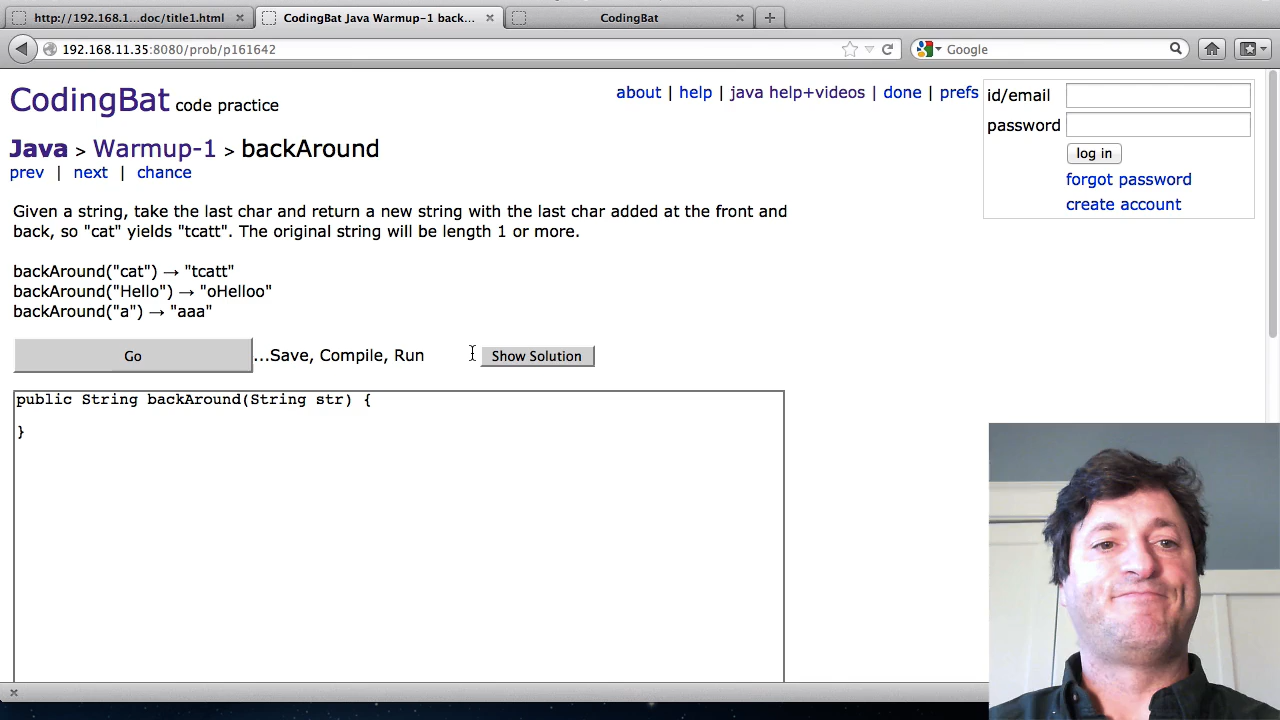 http://192.168.1...doc/title1.html
CodingBat Java Warmup-1 back...
CodingBat
192.168.11.35:8080/prob/p161642
Google
CodingBat code practice
about | help | java help+videos | done | prefs
id/email
password
log in
forgot password
create account
Java > Warmup-1 > backAround
prev | next | chance
Given a string, take the last char and return a new string with the last char added at the front and
back, so "cat" yields "tcatt". The original string will be length 1 or more.
backAround("cat") → "tcatt"
backAround("Hello") → "oHelloo"
backAround("a") → "aaa"
Go ...Save, Compile, Run Show Solution
public String backAround(String str) {
}